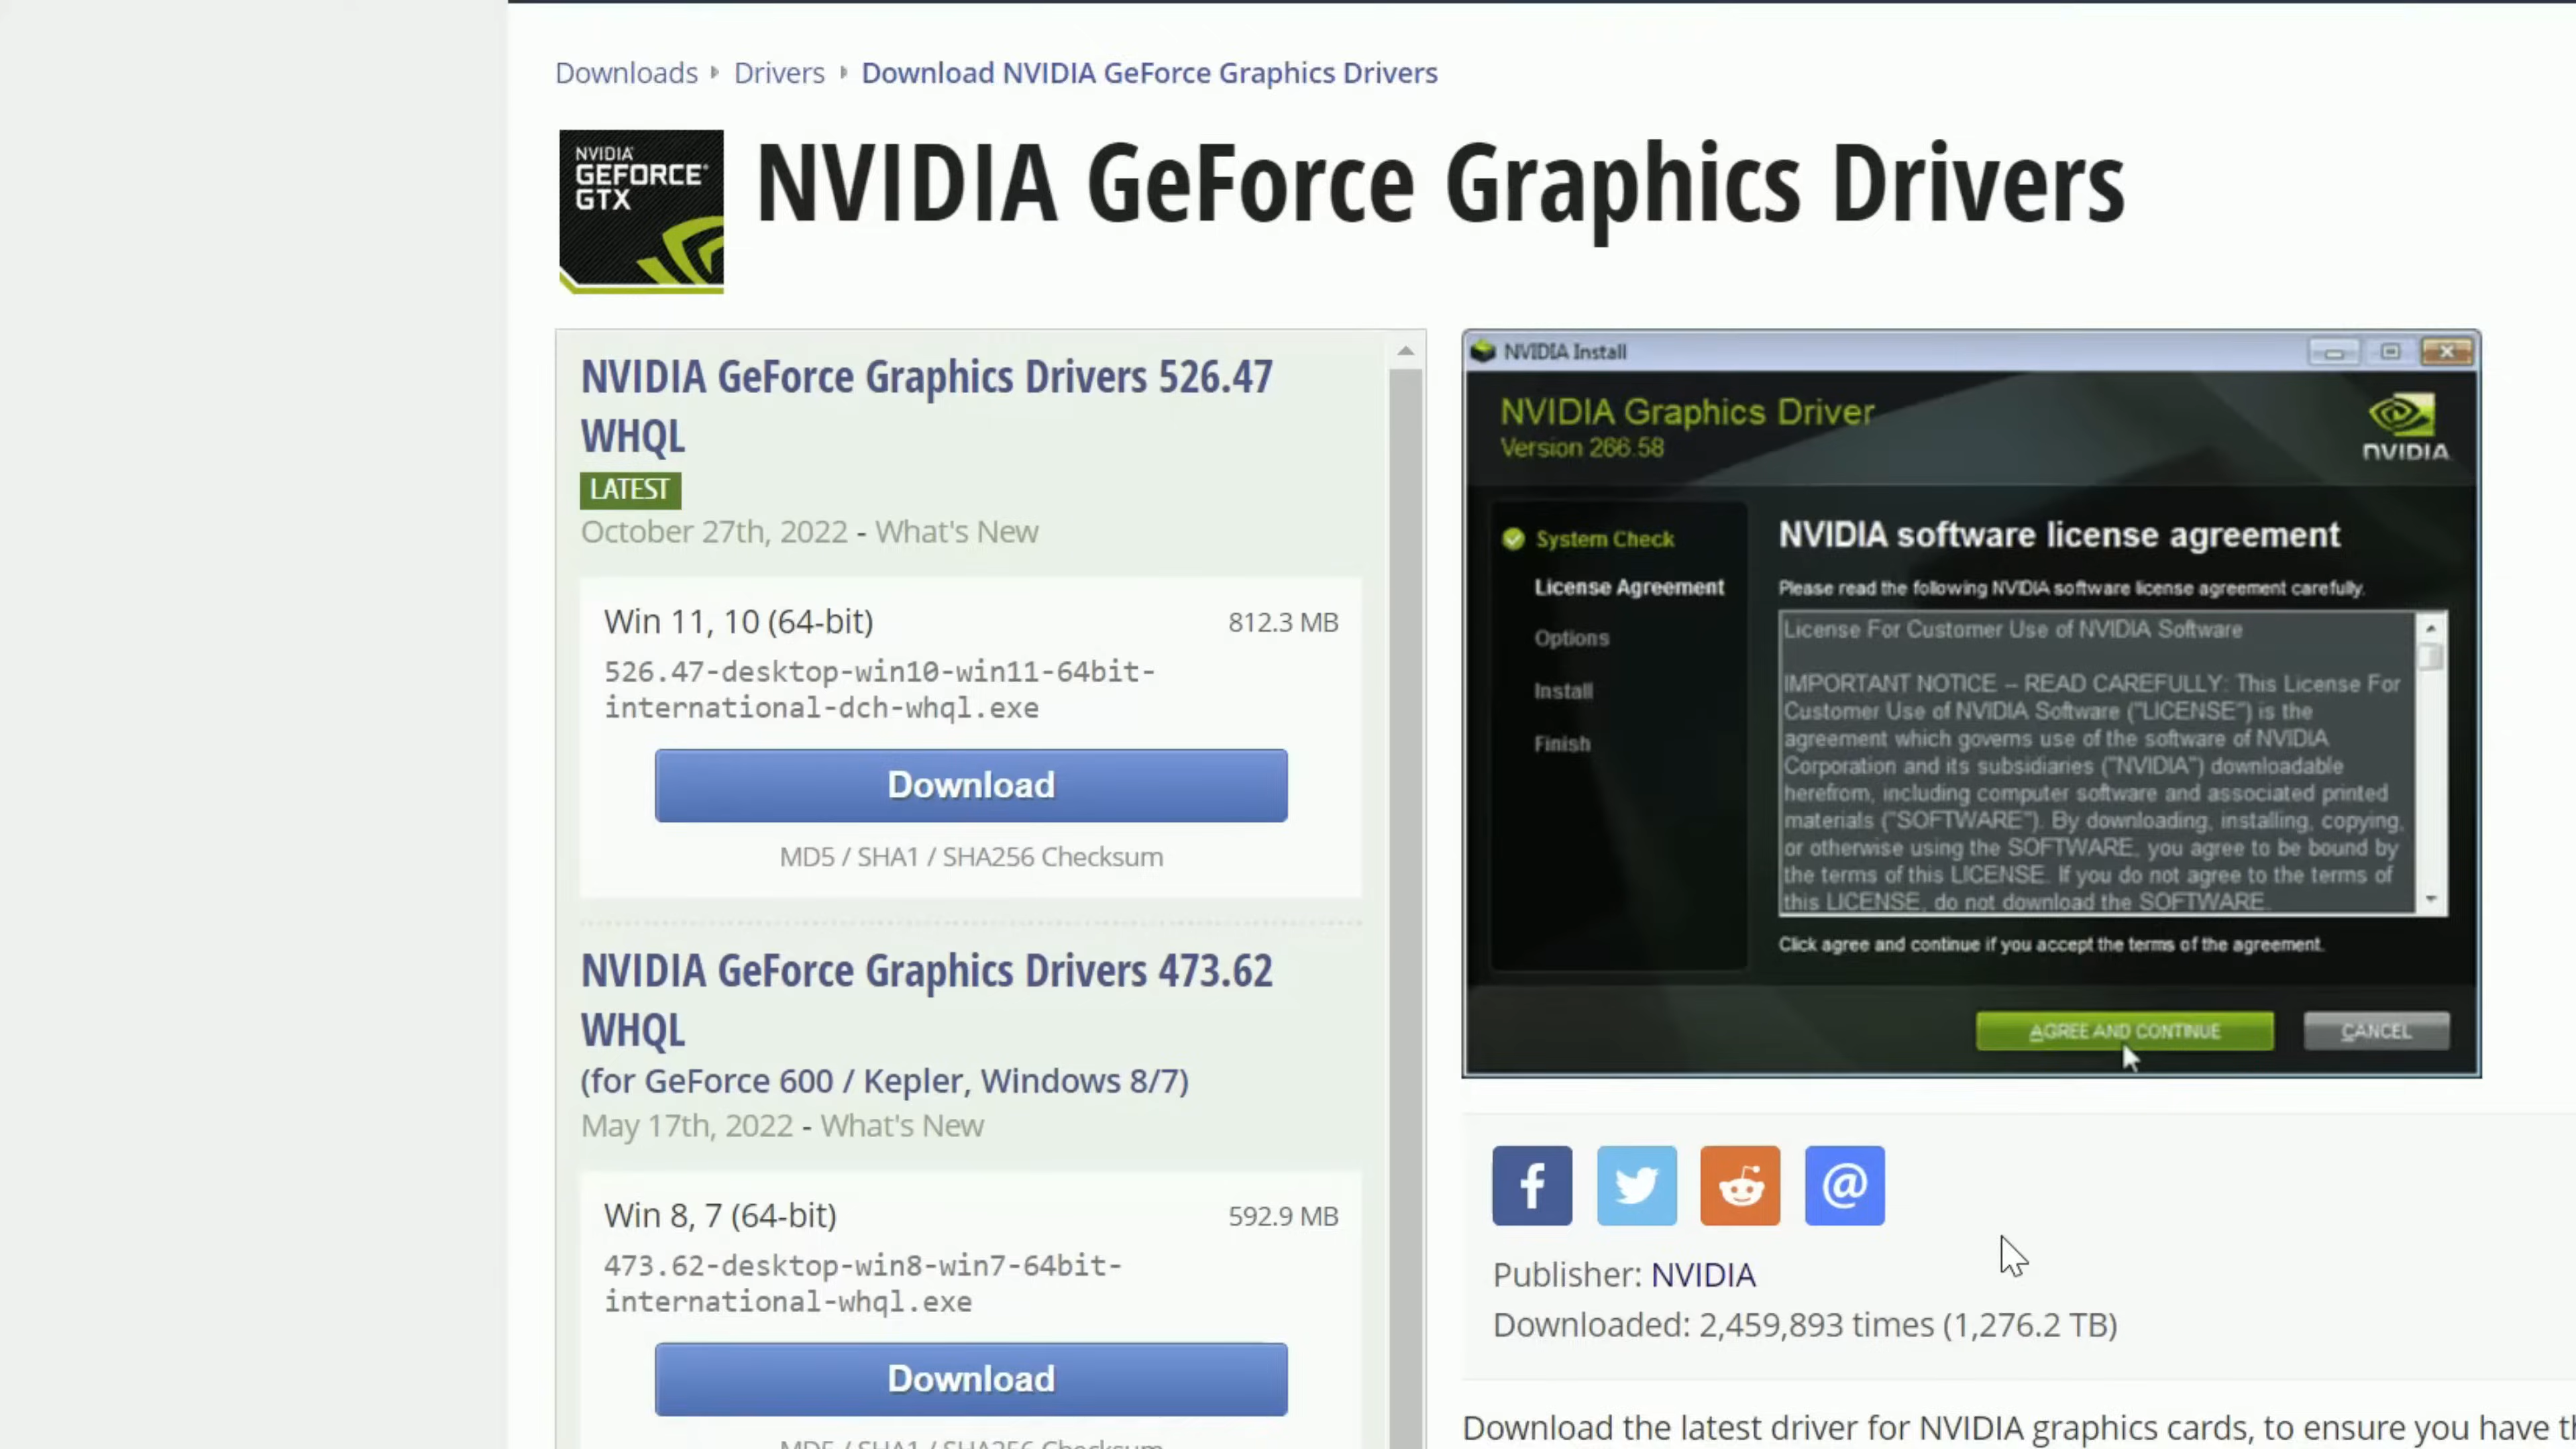 Downloads Drivers Download NVIDIA GeForce Graphics Drivers
NVIDIA
GEFORCE
GTX
NVIDIA GeForce Graphics Drivers
NVIDIA GeForce Graphics Drivers 526.47
WHQL
LATEST
October 27th, 2022 - What's New
Win 11, 10 (64-bit) 812.3 MB
526.47-desktop-win10-win11-64bit-
international-dch-whql.exe
Download
MD5 / SHA1 / SHA256 Checksum
NVIDIA GeForce Graphics Drivers 473.62
WHQL
(for GeForce 600 / Kepler, Windows 8/7)
May 17th, 2022 - What's New
Win 8, 7 (64-bit) 592.9 MB
473.62-desktop-win8-win7-64bit-
international-whql.exe
Download
MD5 / SHA1 / SHA256 Checksum
NVIDIA Install
NVIDIA Graphics Driver
Version 266.58
NVIDIA
System Check
License Agreement
Options
Install
Finish
NVIDIA software license agreement
Please read the following NVIDIA software license agreement carefully.
License For Customer Use of NVIDIA Software
IMPORTANT NOTICE -- READ CAREFULLY: This License For
Customer Use of NVIDIA Software ("LICENSE") is the
agreement which governs use of the software of NVIDIA
Corporation and its subsidiaries ("NVIDIA") downloadable
herefrom, including computer software and associated printed
materials ("SOFTWARE"). By downloading, installing, copying,
or otherwise using the SOFTWARE, you agree to be bound by
the terms of this LICENSE. If you do not agree to the terms of
this LICENSE, do not download the SOFTWARE.
Click agree and continue if you accept the terms of the agreement.
AGREE AND CONTINUE
CANCEL
f
@
Publisher: NVIDIA
Downloaded: 2,459,893 times (1,276.2 TB)
Download the latest driver for NVIDIA graphics cards, to ensure you have